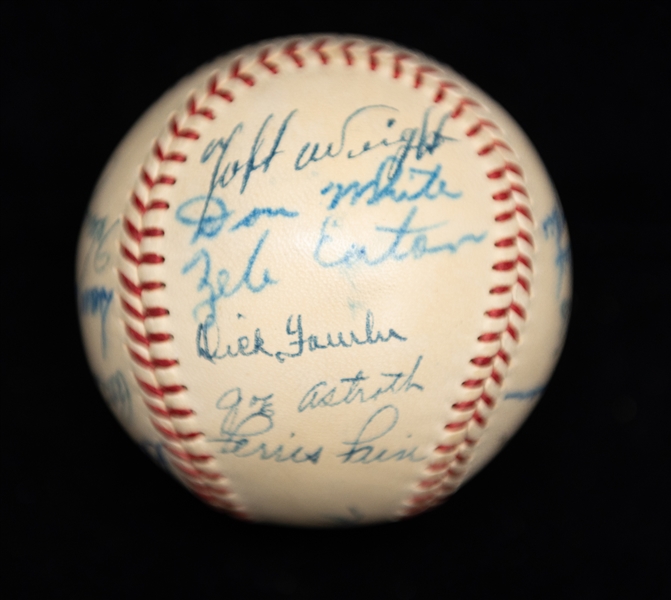 Taft Wright
Don White
Zeb Eaton
Dick Fowler
Joe Astroth
Ferris Fain